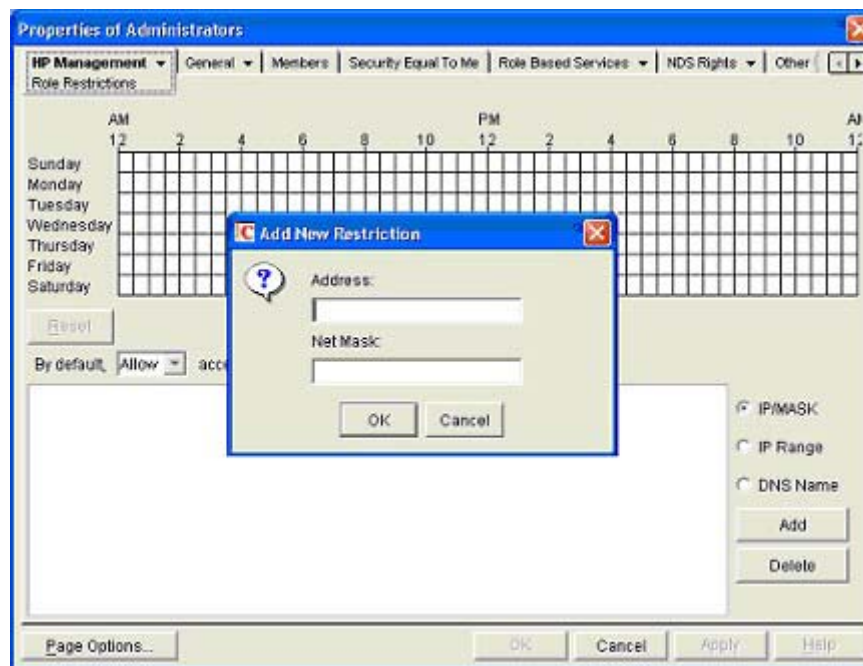 Properties of Administrators
HP Management General Members Security Equal To Me Role Based Services NDS Rights Other
Role Restrictions
AM PM AM
12 2 4 6 8 10 12 2 4 6 8 10 12
Sunday
Monday
Tuesday
Wednesday
Thursday
Friday
Saturday
Reset
By default, Allow
C Add New Restriction
?
Address:
Net Mask:
OK Cancel
IP/MASK
IP Range
DNS Name
Add
Delete
Page Options... OK Cancel Apply Help